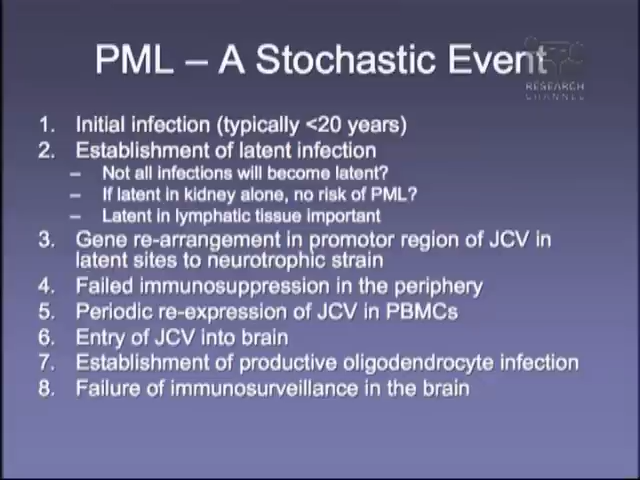 PML – A Stochastic Event
RESEARCH
CHANNEL
1. Initial infection (typically <20 years)
2. Establishment of latent infection
– Not all infections will become latent?
– If latent in kidney alone, no risk of PML?
– Latent in lymphatic tissue important
3. Gene re-arrangement in promotor region of JCV in
latent sites to neurotrophic strain
4. Failed immunosuppression in the periphery
5. Periodic re-expression of JCV in PBMCs
6. Entry of JCV into brain
7. Establishment of productive oligodendrocyte infection
8. Failure of immunosurveillance in the brain